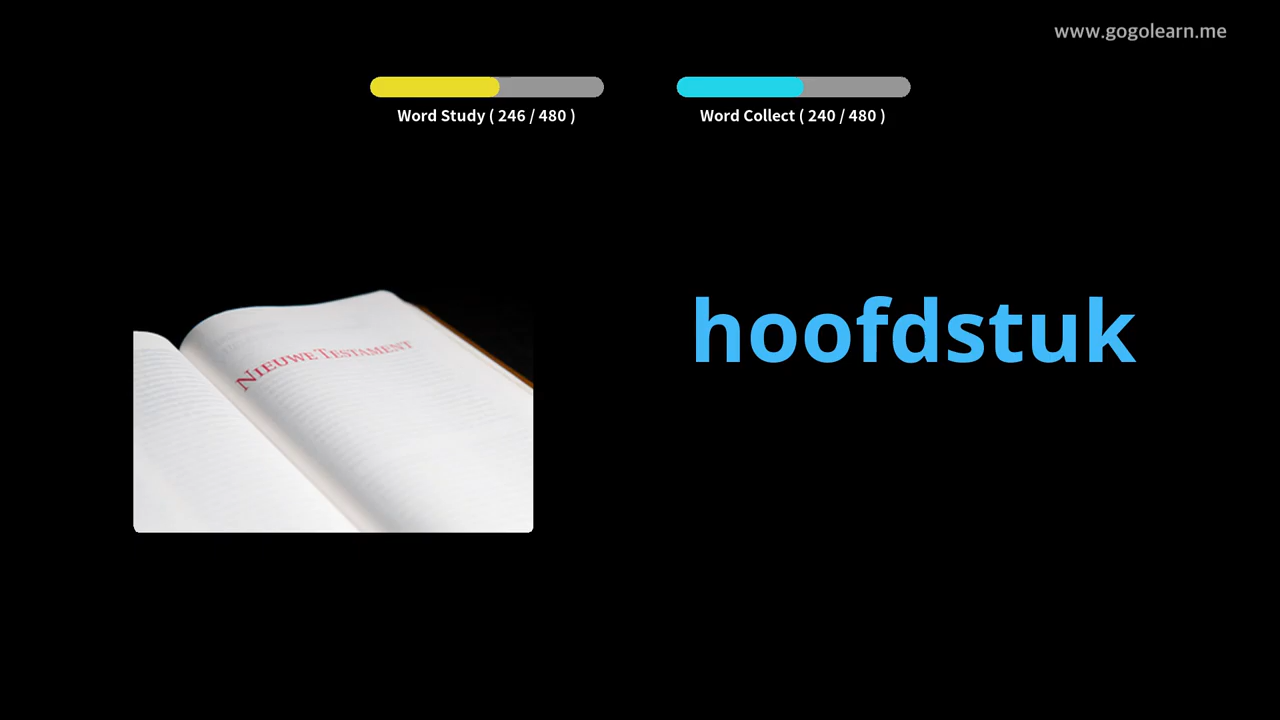 www.gogolearn.me
Word Study ( 246 / 480 )
Word Collect ( 240 / 480 )
NIEUWE TESTAMENT
hoofdstuk